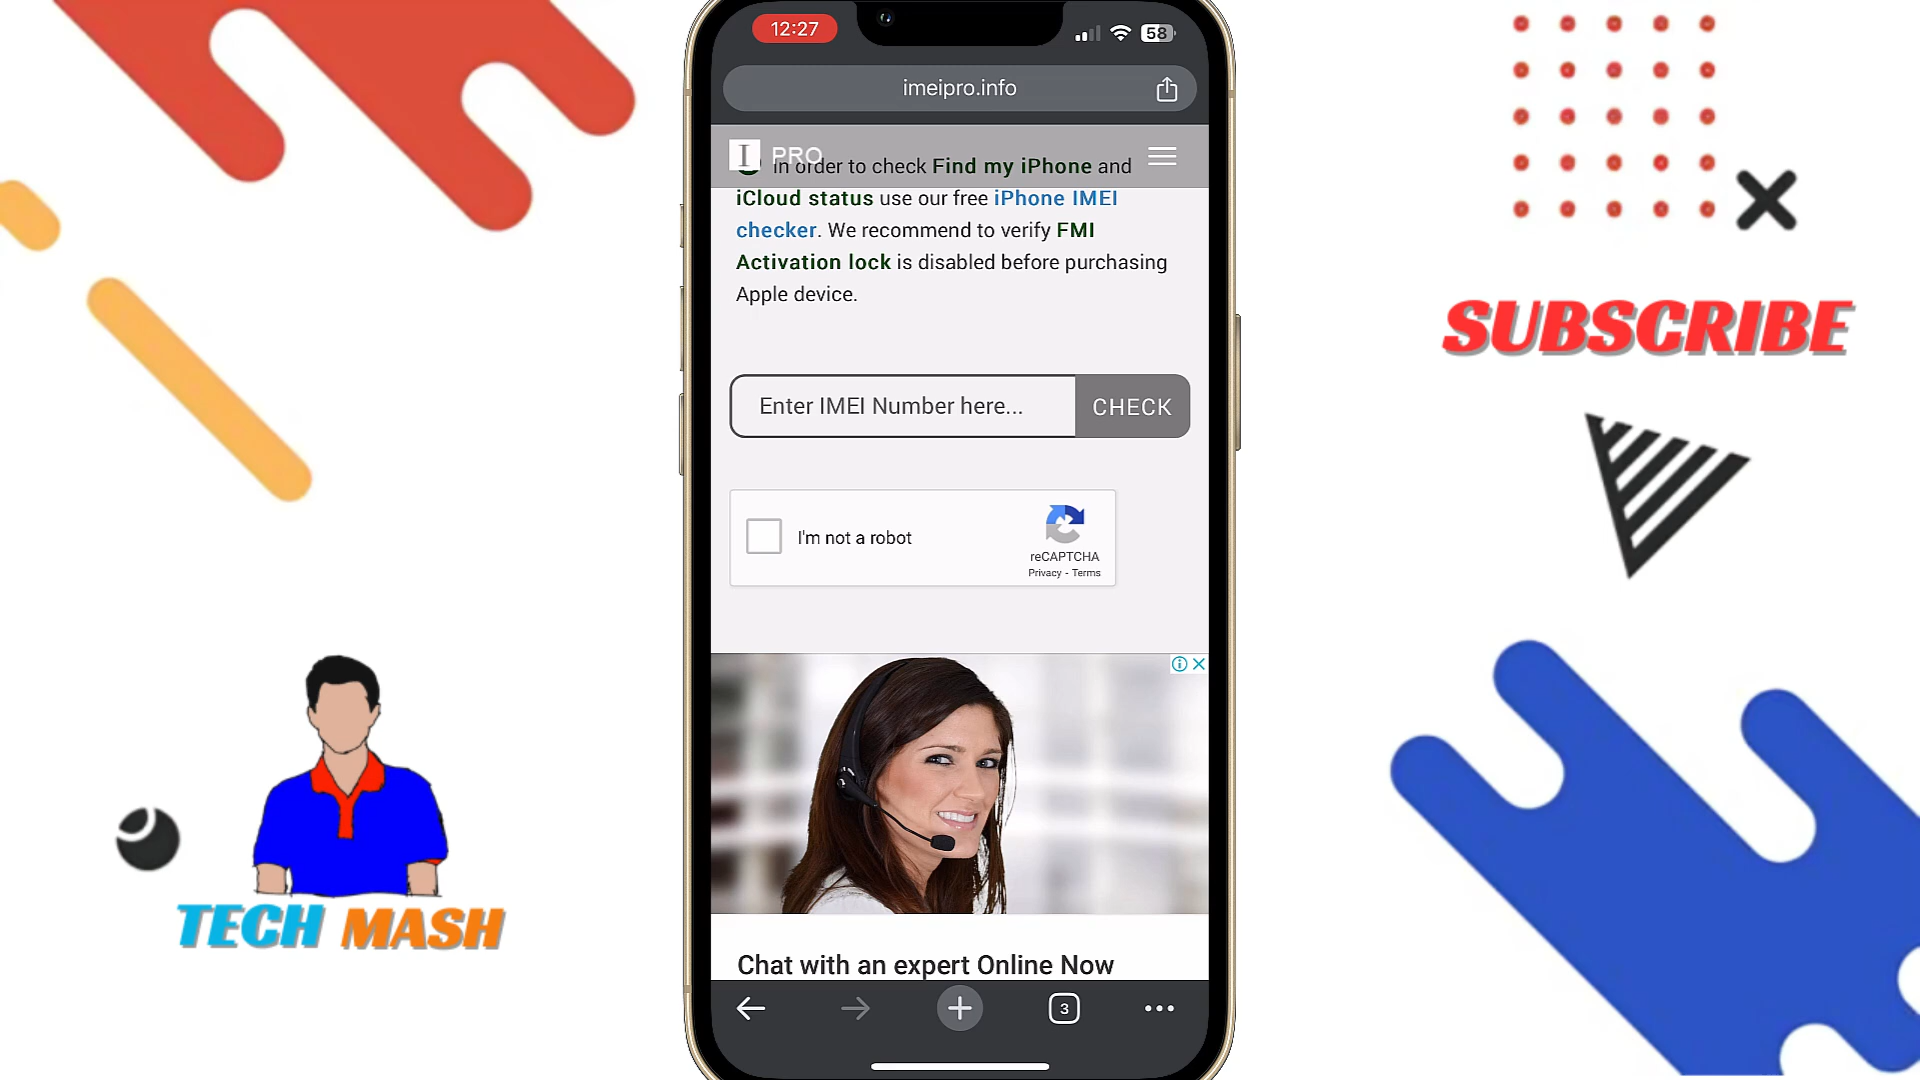 12:27
58
imeipro.info
I PRO
in order to check Find my iPhone and
iCloud status use our free iPhone IMEI
checker. We recommend to verify FMI
Activation lock is disabled before purchasing
Apple device.
Enter IMEI Number here...
CHECK
I'm not a robot
reCAPTCHA
Privacy - Terms
Chat with an expert Online Now
3
SUBSCRIBE
TECH MASH